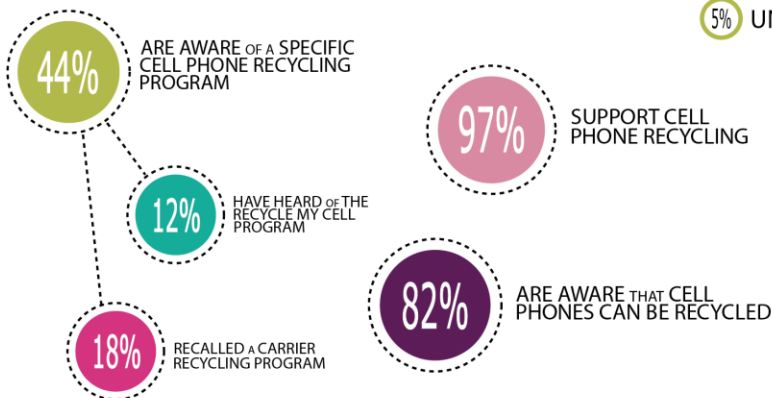 5%
44%
ARE AWARE OF A SPECIFIC
CELL PHONE RECYCLING
PROGRAM
97%
SUPPORT CELL
PHONE RECYCLING
12%
HAVE HEARD OF THE
RECYCLE MY CELL
PROGRAM
82%
ARE AWARE THAT CELL
PHONES CAN BE RECYCLED
18%
RECALLED A CARRIER
RECYCLING PROGRAM